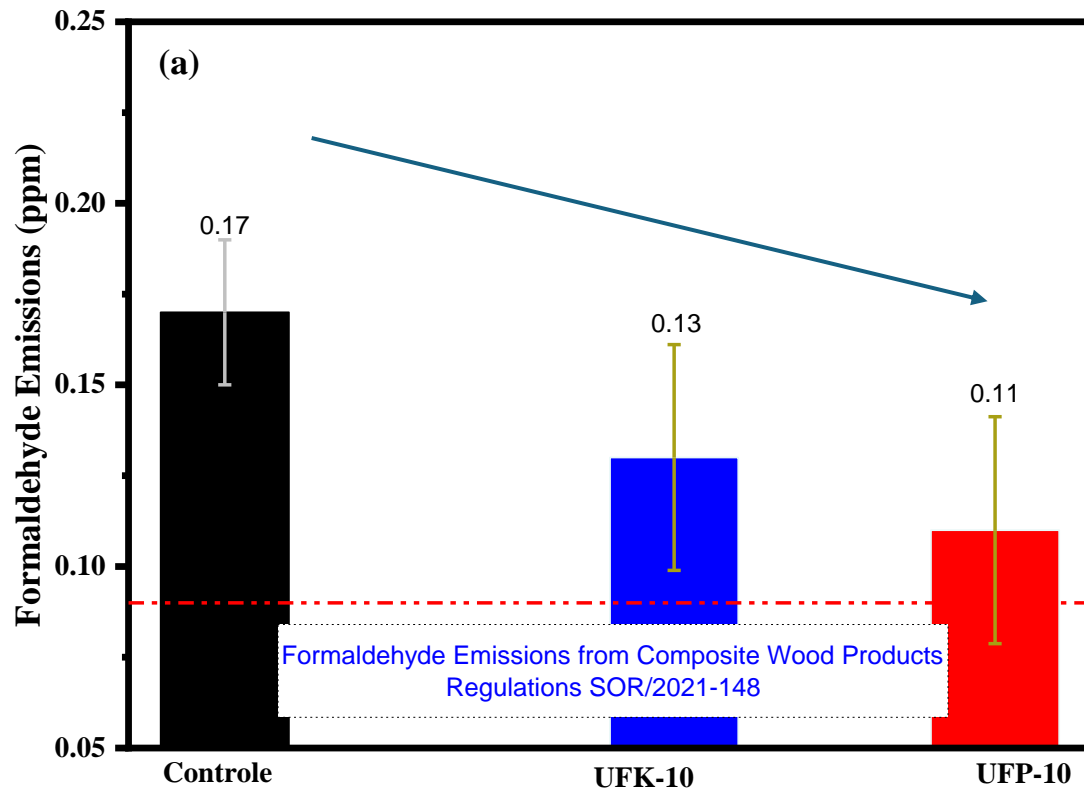 (a)
Formaldehyde Emissions (ppm)
0.25
0.20
0.15
0.10
0.05
0.17
0.13
0.11
Formaldehyde Emissions from Composite Wood Products
Regulations SOR/2021-148
Controle
UFK-10
UFP-10